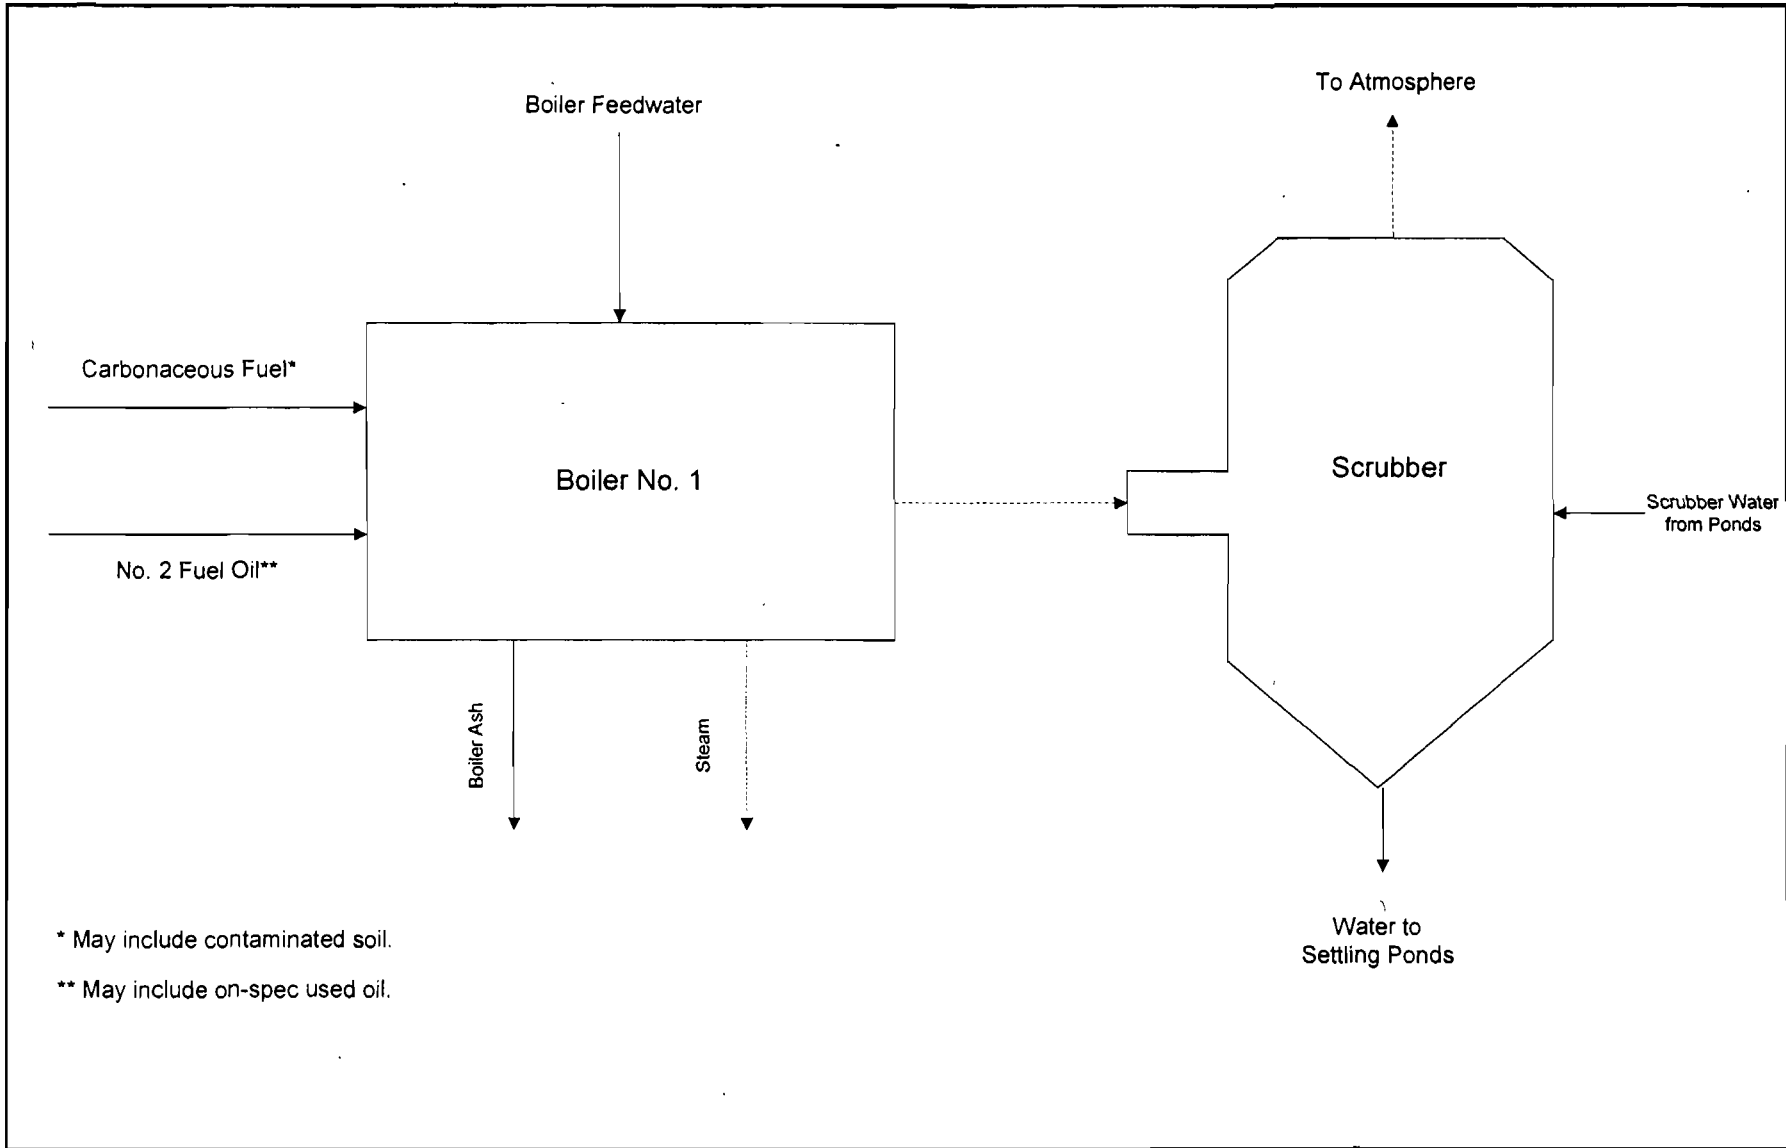 To Atmosphere
Boiler Feedwater
Carbonaceous Fuel*
Boiler No. 1
Scrubber
Scrubber Water
from Ponds
No. 2 Fuel Oil**
Boiler Ash
Steam
Water to
Settling Ponds
* May include contaminated soil.
** May include on-spec used oil.